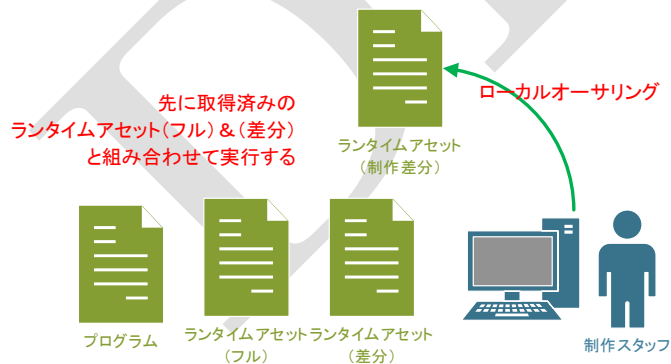 先に取得済みの
ランタイムアセット（フル）＆（差分）
と組み合わせて実行する
ローカルオーサリング
ランタイムアセット
（制作差分）
プログラム
ランタイムアセット
（フル）
ランタイムアセット
（差分）
制作スタッフ